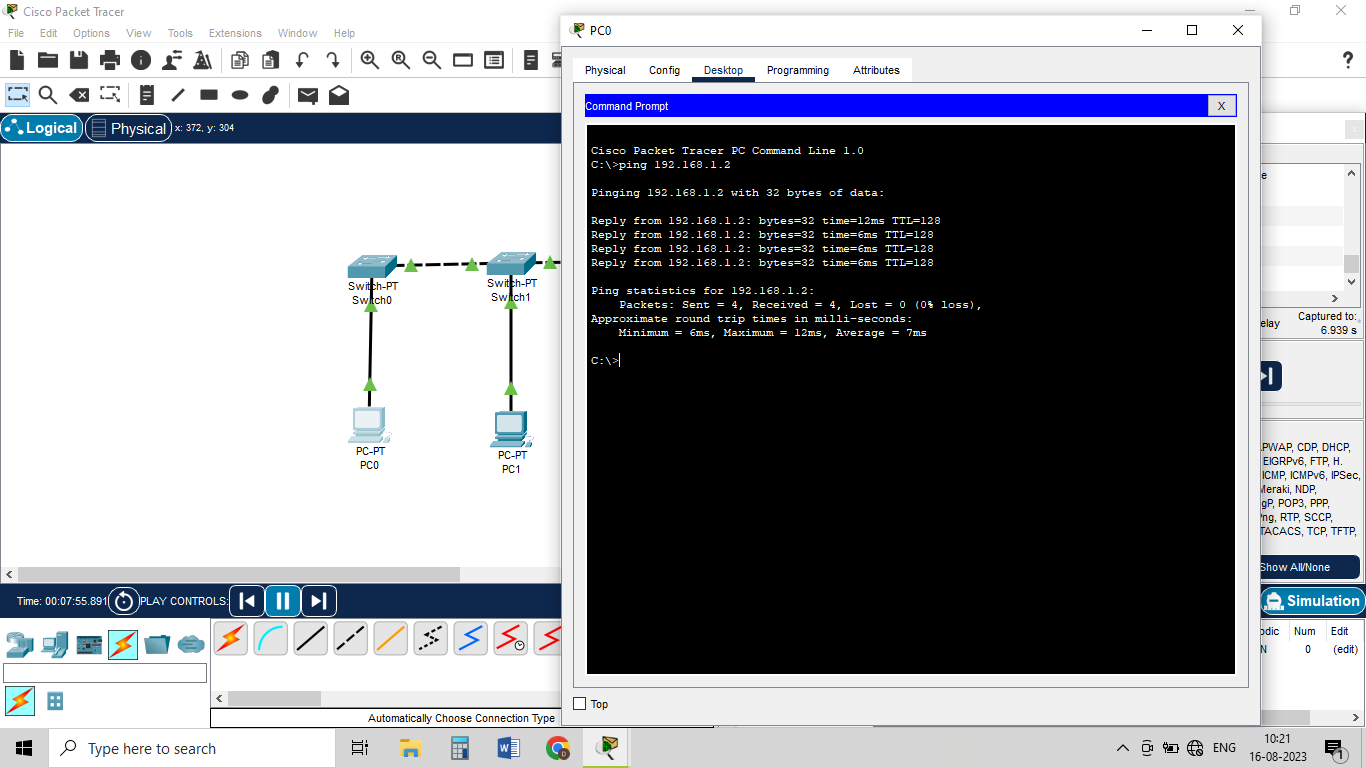 Cisco Packet Tracer
File Edit Options View Tools Extensions Window Help
Logical Physical x: 372, y: 304
Switch-PT
Switch0
Switch-PT
Switch1
PC-PT
PC0
PC-PT
PC1
Time: 00:07:55.891 PLAY CONTROLS:
Automatically Choose Connection Type
PC0
Physical Config Desktop Programming Attributes
Command Prompt X
Cisco Packet Tracer PC Command Line 1.0
C:\>ping 192.168.1.2
Pinging 192.168.1.2 with 32 bytes of data:
Reply from 192.168.1.2: bytes=32 time=12ms TTL=128
Reply from 192.168.1.2: bytes=32 time=6ms TTL=128
Reply from 192.168.1.2: bytes=32 time=6ms TTL=128
Reply from 192.168.1.2: bytes=32 time=6ms TTL=128
Ping statistics for 192.168.1.2:
Packets: Sent = 4, Received = 4, Lost = 0 (0% loss),
Approximate round trip times in milli-seconds:
Minimum = 6ms, Maximum = 12ms, Average = 7ms
C:\>
Top
e
elay Captured to:
6.939 s
PWAP, CDP, DHCP,
EIGRPv6, FTP, H.
ICMP, ICMPv6, IPSec,
Meraki, NDP,
gP, POP3, PPP,
ng, RTP, SCCP,
TACACS, TCP, TFTP,
Show All/None
Simulation
odic Num Edit
N 0 (edit)
Type here to search
ENG
10:21
16-08-2023
1